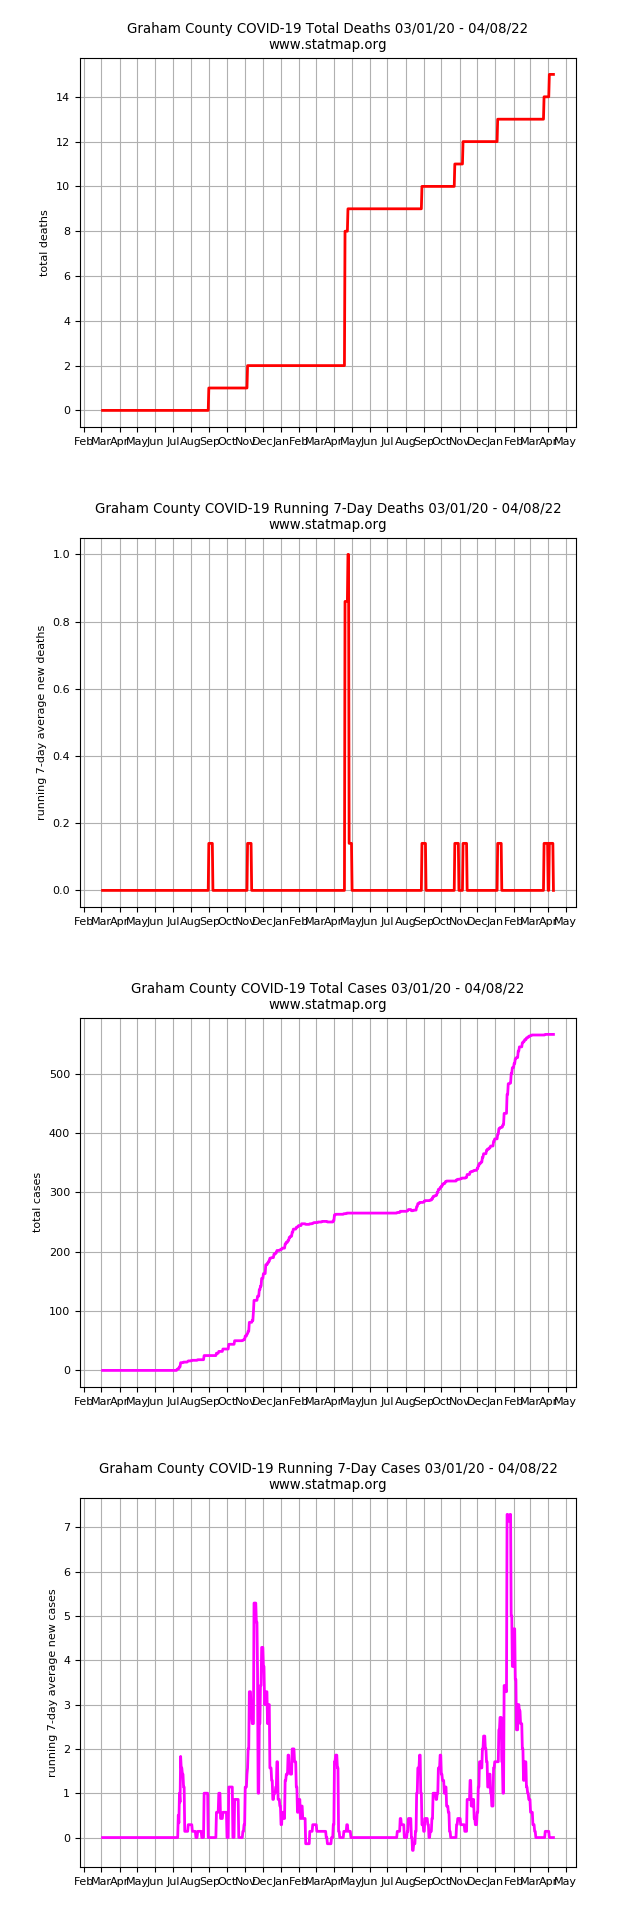 Graham County COVID-19 Total Deaths 03/01/20 - 04/08/22
www.statmap.org
14
12
10
8
6
4
2
0
total deaths
Feb Mar Apr May Jun Jul Aug Sep Oct Nov Dec Jan Feb Mar Apr May Jun Jul Aug Sep Oct Nov Dec Jan Feb Mar Apr May
Graham County COVID-19 Running 7-Day Deaths 03/01/20 - 04/08/22
www.statmap.org
1.0
0.8
0.6
0.4
0.2
0.0
running 7-day average new deaths
Feb Mar Apr May Jun Jul Aug Sep Oct Nov Dec Jan Feb Mar Apr May Jun Jul Aug Sep Oct Nov Dec Jan Feb Mar Apr May
Graham County COVID-19 Total Cases 03/01/20 - 04/08/22
www.statmap.org
500
400
300
200
100
0
total cases
Feb Mar Apr May Jun Jul Aug Sep Oct Nov Dec Jan Feb Mar Apr May Jun Jul Aug Sep Oct Nov Dec Jan Feb Mar Apr May
Graham County COVID-19 Running 7-Day Cases 03/01/20 - 04/08/22
www.statmap.org
7
6
5
4
3
2
1
0
running 7-day average new cases
Feb Mar Apr May Jun Jul Aug Sep Oct Nov Dec Jan Feb Mar Apr May Jun Jul Aug Sep Oct Nov Dec Jan Feb Mar Apr May